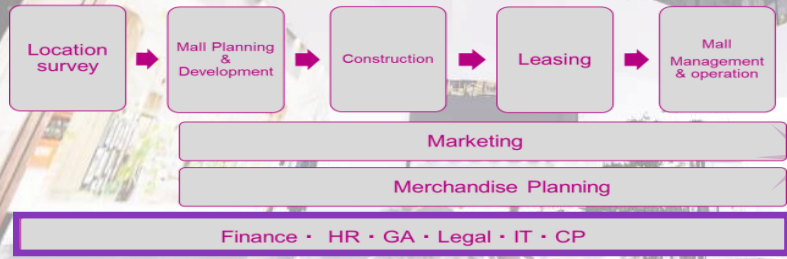 Location
survey
Mall Planning
&
Development
Construction
Leasing
Mall
Management
& operation
Marketing
Merchandise Planning
Finance · HR · GA · Legal · IT · CP